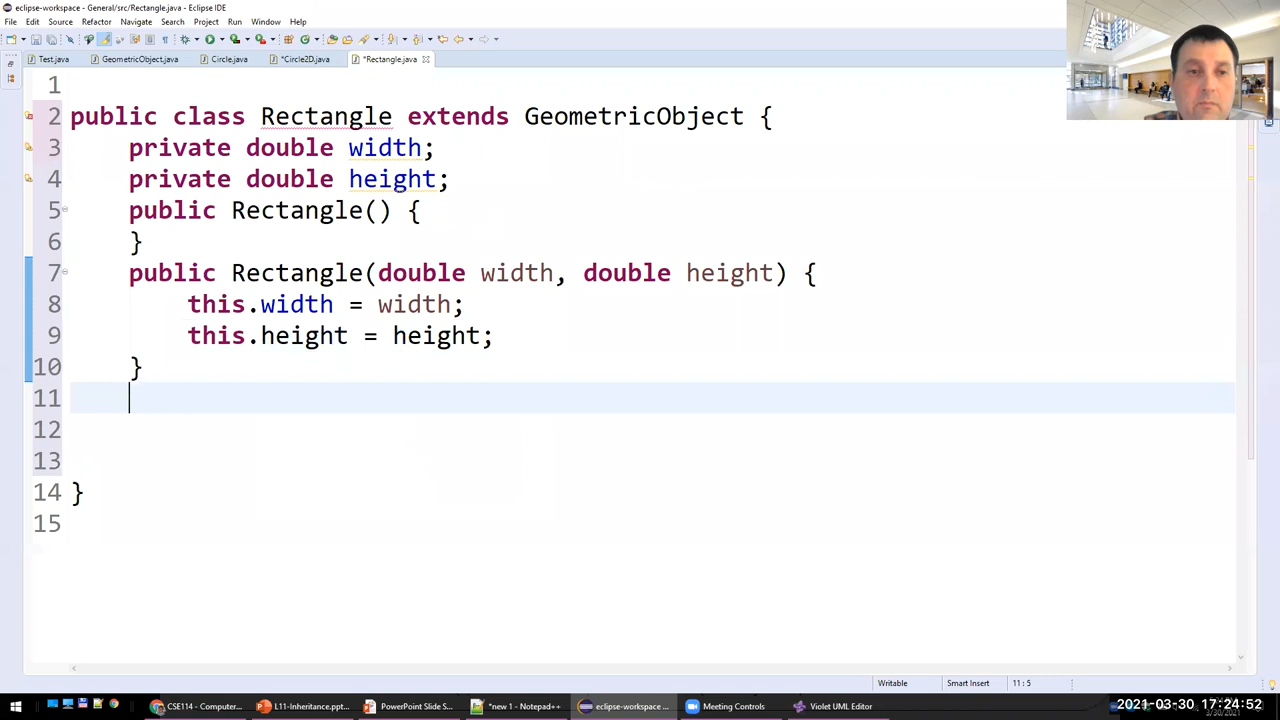 eclipse-workspace - General/src/Rectangle.java - Eclipse IDE
File Edit Source Refactor Navigate Search Project Run Window Help
Test.java GeometricObject.java Circle.java *Circle2D.java *Rectangle.java
1
2 public class Rectangle extends GeometricObject {
3 private double width;
4 private double height;
5 public Rectangle() {
6 }
7 public Rectangle(double width, double height) {
8 this.width = width;
9 this.height = height;
10 }
11
12
13
14 }
15
Writable Smart Insert 11 : 5
CSE114 - Computer... L11-Inheritance.ppt... PowerPoint Slide S... *new 1 - Notepad++ eclipse-workspace ... Meeting Controls Violet UML Editor 2021-03-30 17:24:52
3/30/2021